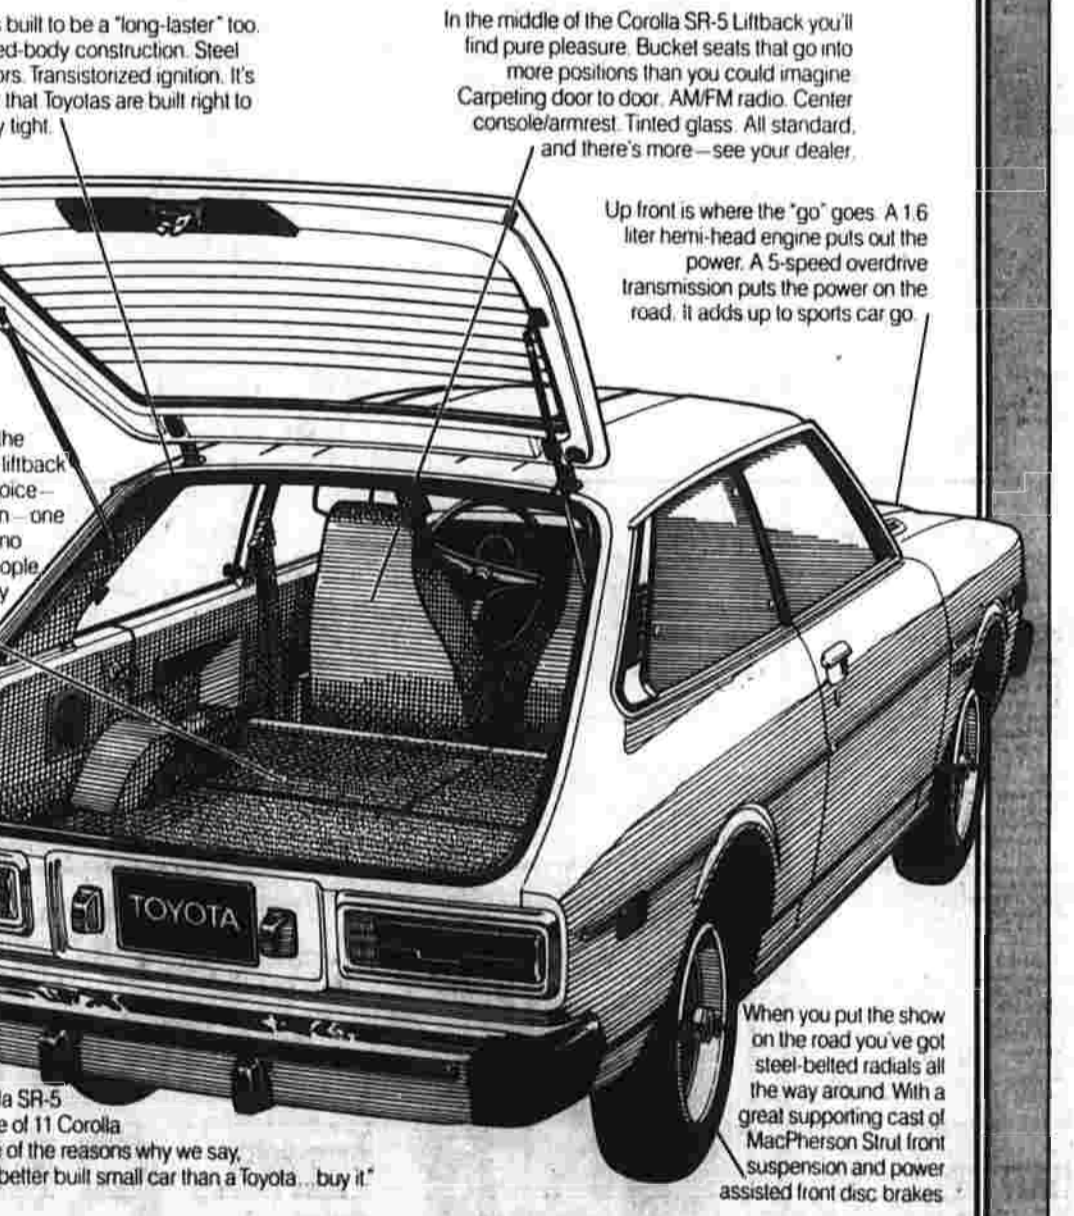 built to be a "long-laster" too.
ed-body construction. Steel
ors. Transistorized ignition. It's
that Toyotas are built right to
y tight.
In the middle of the Corolla SR-5 Liftback you'll
find pure pleasure. Bucket seats that go into
more positions than you could imagine
Carpeting door to door. AM/FM radio. Center
console/armrest. Tinted glass. All standard,
and there's more—see your dealer.
Up front is where the "go" goes. A 1.6
liter hemi-head engine puts out the
power. A 5-speed overdrive
transmission puts the power on the
road. It adds up to sports car go.
the
liftback
oice—
n—one
no
ople.
y
TOYOTA
When you put the show
on the road you've got
steel-belted radials all
the way around. With a
great supporting cast of
MacPherson Strut front
suspension and power
assisted front disc brakes
la SR-5
e of 11 Corolla
of the reasons why we say,
better built small car than a Toyota...buy it."